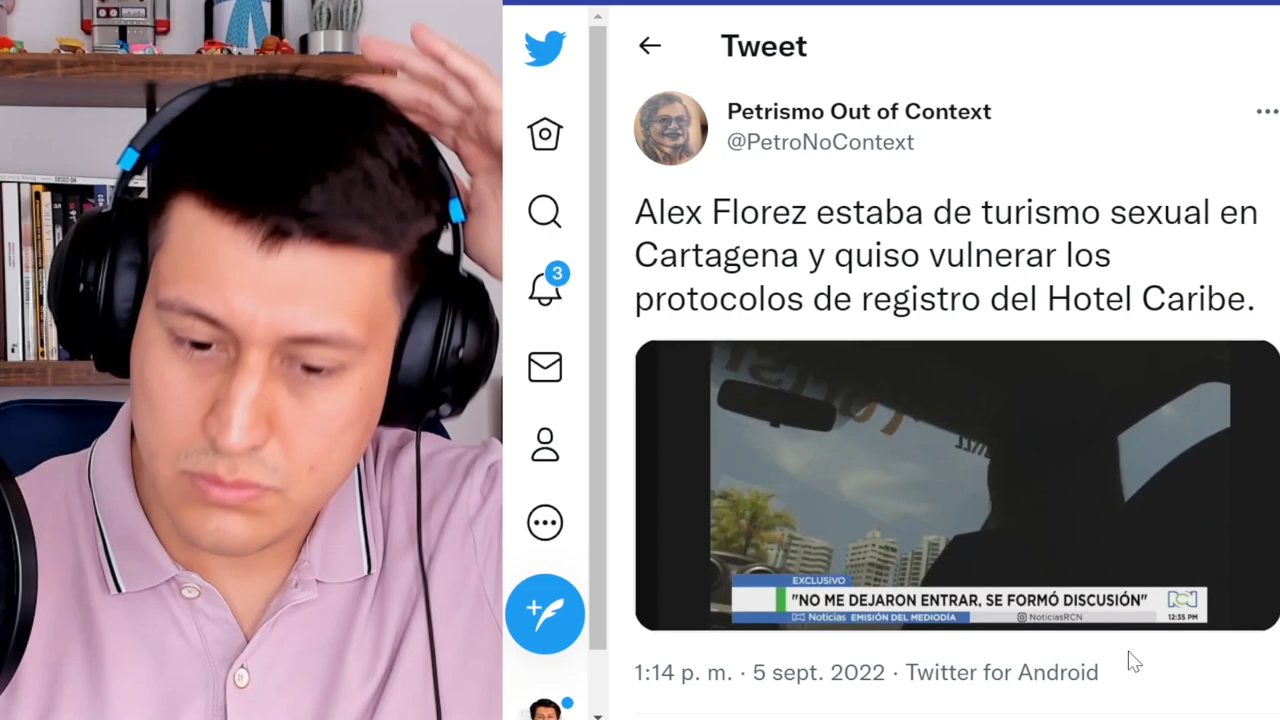 Tweet
Petrismo Out of Context
@PetroNoContext
Alex Florez estaba de turismo sexual en
Cartagena y quiso vulnerar los
protocolos de registro del Hotel Caribe.
3
EXCLUSIVO
"NO ME DEJARON ENTRAR, SE FORMÓ DISCUSIÓN"
Noticias EMISIÓN DEL MEDIODÍA
NoticiasRCN
12:35 PM
1:14 p. m. · 5 sept. 2022 · Twitter for Android